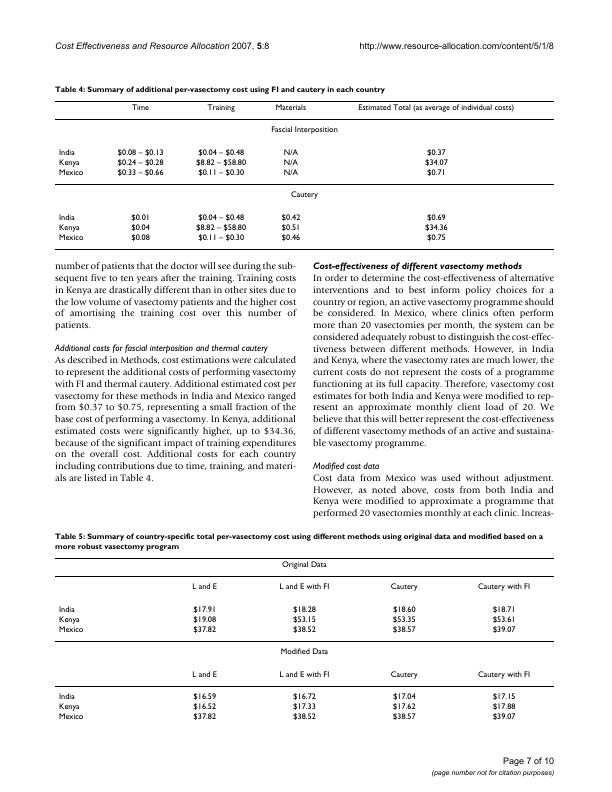 Cost Effectiveness and Resource Allocation 2007, 5:8 http://www.resource-allocation.com/content/5/1/8
Table 4: Summary of additional per-vasectomy cost using FI and cautery in each country
Time Training Materials Estimated Total (as average of individual costs)
Fascial Interposition
India $0.08 – $0.13 $0.04 – $0.48 N/A $0.37
Kenya $0.24 – $0.28 $8.82 – $58.80 N/A $34.07
Mexico $0.33 – $0.66 $0.11 – $0.30 N/A $0.71
Cautery
India $0.01 $0.04 – $0.48 $0.42 $0.69
Kenya $0.04 $8.82 – $58.80 $0.51 $34.36
Mexico $0.08 $0.11 – $0.30 $0.46 $0.75
number of patients that the doctor will see during the sub-
sequent five to ten years after the training. Training costs
in Kenya are drastically different than in other sites due to
the low volume of vasectomy patients and the higher cost
of amortising the training cost over this number of
patients.
Additional costs for fascial interposition and thermal cautery
As described in Methods, cost estimations were calculated
to represent the additional costs of performing vasectomy
with FI and thermal cautery. Additional estimated cost per
vasectomy for these methods in India and Mexico ranged
from $0.37 to $0.75, representing a small fraction of the
base cost of performing a vasectomy. In Kenya, additional
estimated costs were significantly higher, up to $34.36,
because of the significant impact of training expenditures
on the overall cost. Additional costs for each country
including contributions due to time, training, and materi-
als are listed in Table 4.
Cost-effectiveness of different vasectomy methods
In order to determine the cost-effectiveness of alternative
interventions and to best inform policy choices for a
country or region, an active vasectomy programme should
be considered. In Mexico, where clinics often perform
more than 20 vasectomies per month, the system can be
considered adequately robust to distinguish the cost-effec-
tiveness between different methods. However, in India
and Kenya, where the vasectomy rates are much lower, the
current costs do not represent the costs of a programme
functioning at its full capacity. Therefore, vasectomy cost
estimates for both India and Kenya were modified to rep-
resent an approximate monthly client load of 20. We
believe that this will better represent the cost-effectiveness
of different vasectomy methods of an active and sustaina-
ble vasectomy programme.
Modified cost data
Cost data from Mexico was used without adjustment.
However, as noted above, costs from both India and
Kenya were modified to approximate a programme that
performed 20 vasectomies monthly at each clinic. Increas-
Table 5: Summary of country-specific total per-vasectomy cost using different methods using original data and modified based on a
more robust vasectomy program
Original Data
L and E L and E with FI Cautery Cautery with FI
India $17.91 $18.28 $18.60 $18.71
Kenya $19.08 $53.15 $53.35 $53.61
Mexico $37.82 $38.52 $38.57 $39.07
Modified Data
L and E L and E with FI Cautery Cautery with FI
India $16.59 $16.72 $17.04 $17.15
Kenya $16.52 $17.33 $17.62 $17.88
Mexico $37.82 $38.52 $38.57 $39.07
Page 7 of 10
(page number not for citation purposes)